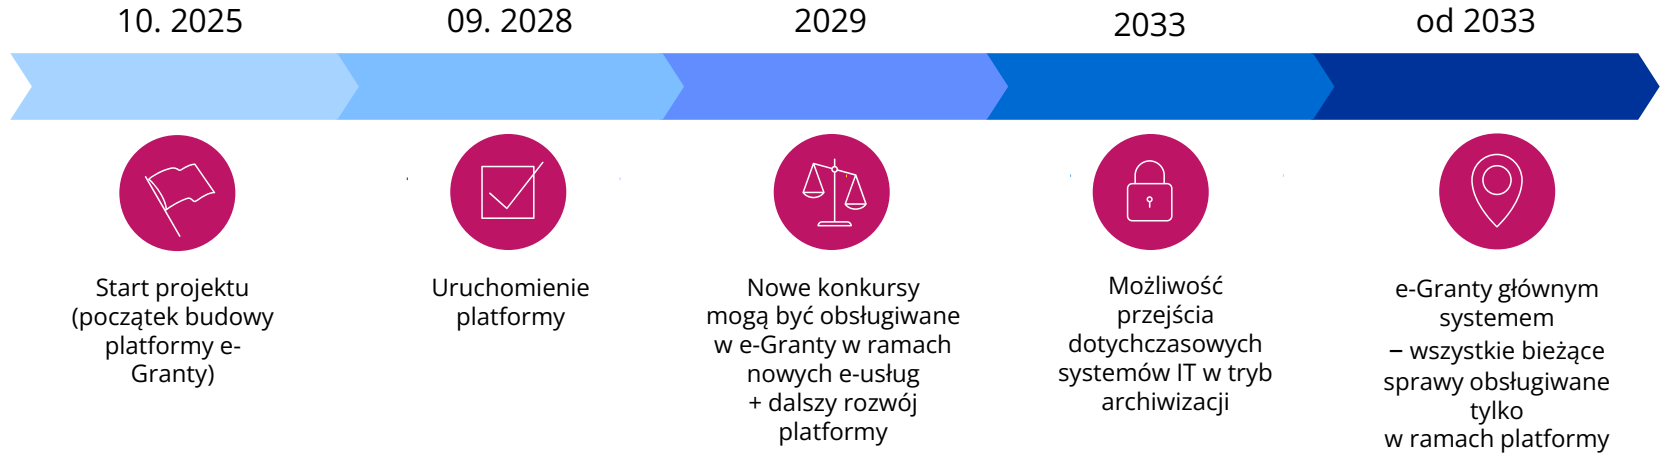 10. 2025
Start projektu
(początek budowy
platformy e-
Granty)
09. 2028
Uruchomienie
platformy
2029
Nowe konkursy
mogą być obsługiwane
w e-Granty w ramach
nowych e-usług
+ dalszy rozwój
platformy
2033
Możliwość
przejścia
dotychczasowych
systemów IT w tryb
archiwizacji
od 2033
e-Granty głównym
systemem
– wszystkie bieżące
sprawy obsługiwane
tylko
w ramach platformy